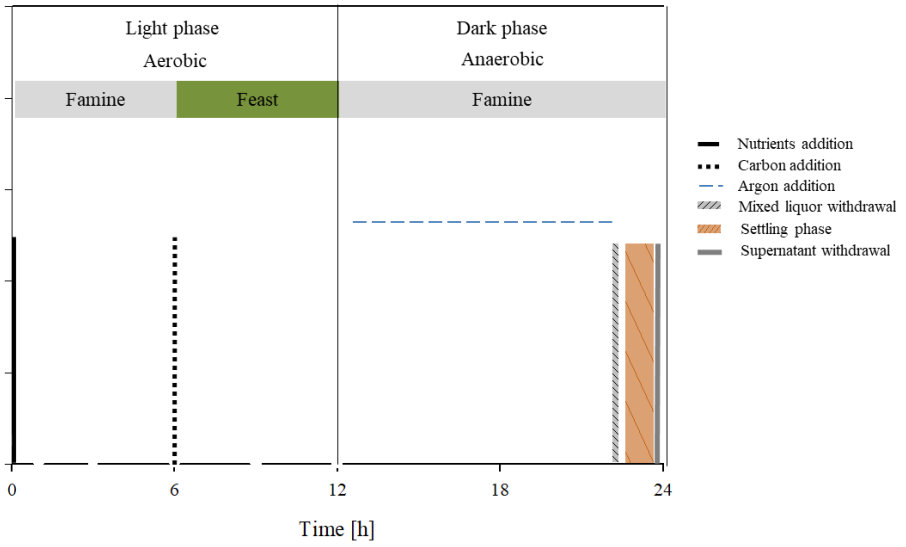 Light phase
Dark phase
Aerobic
Anaerobic
Famine
Feast
Famine
Nutrients addition
Carbon addition
Argon addition
Mixed liquor withdrawal
Settling phase
Supernatant withdrawal
0
6
12
18
24
Time [h]